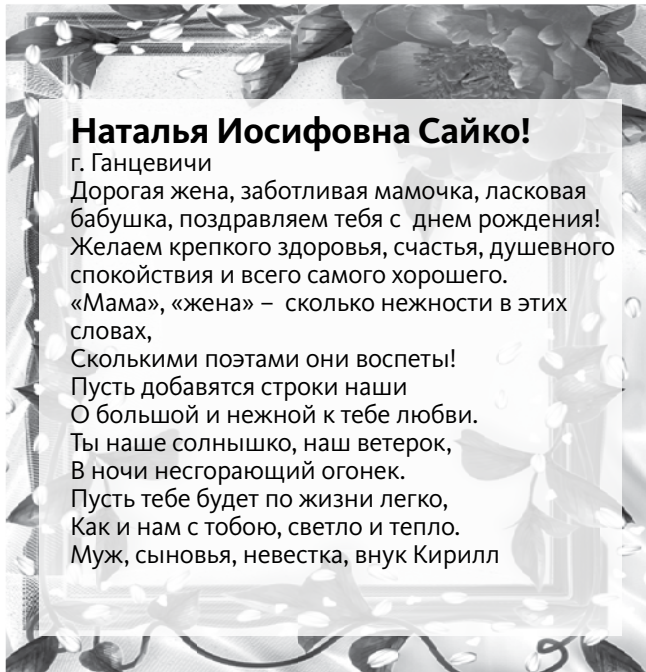 Наталья Иосифовна Сайко!
г. Ганцевичи
Дорогая жена, заботливая мамочка, ласковая
бабушка, поздравляем тебя с  днем рождения!
Желаем крепкого здоровья, счастья, душевного
спокойствия и всего самого хорошего.
«Мама», «жена» –  сколько нежности в этих
словах,
Сколькими поэтами они воспеты!
Пусть добавятся строки наши
О большой и нежной к тебе любви.
Ты наше солнышко, наш ветерок,
В ночи несгорающий огонек.
Пусть тебе будет по жизни легко,
Как и нам с тобою, светло и тепло.
Муж, сыновья, невестка, внук Кирилл